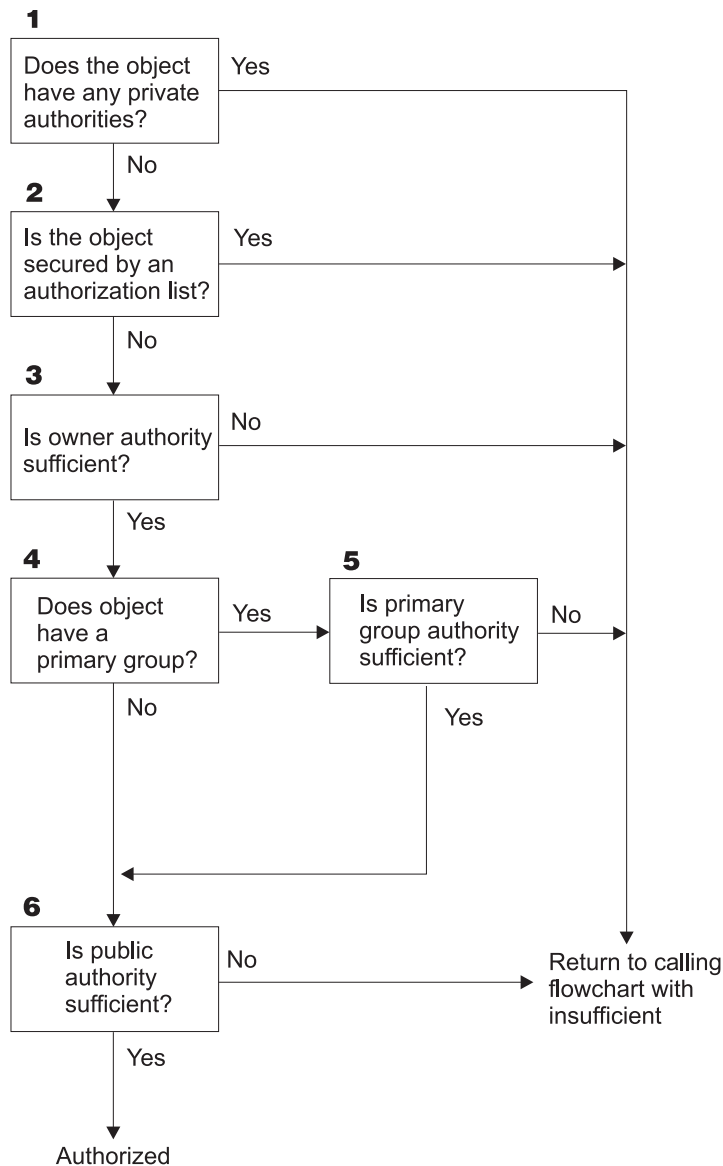 1
Does the object
have any private
authorities?
Yes
No
2
Is the object
secured by an
authorization list?
Yes
No
3
Is owner authority
sufficient?
No
Yes
4
Does object
have a
primary group?
Yes
5
Is primary
group authority
sufficient?
No
No
Yes
6
Is public
authority
sufficient?
No
Return to calling
flowchart with
insufficient
Yes
Authorized